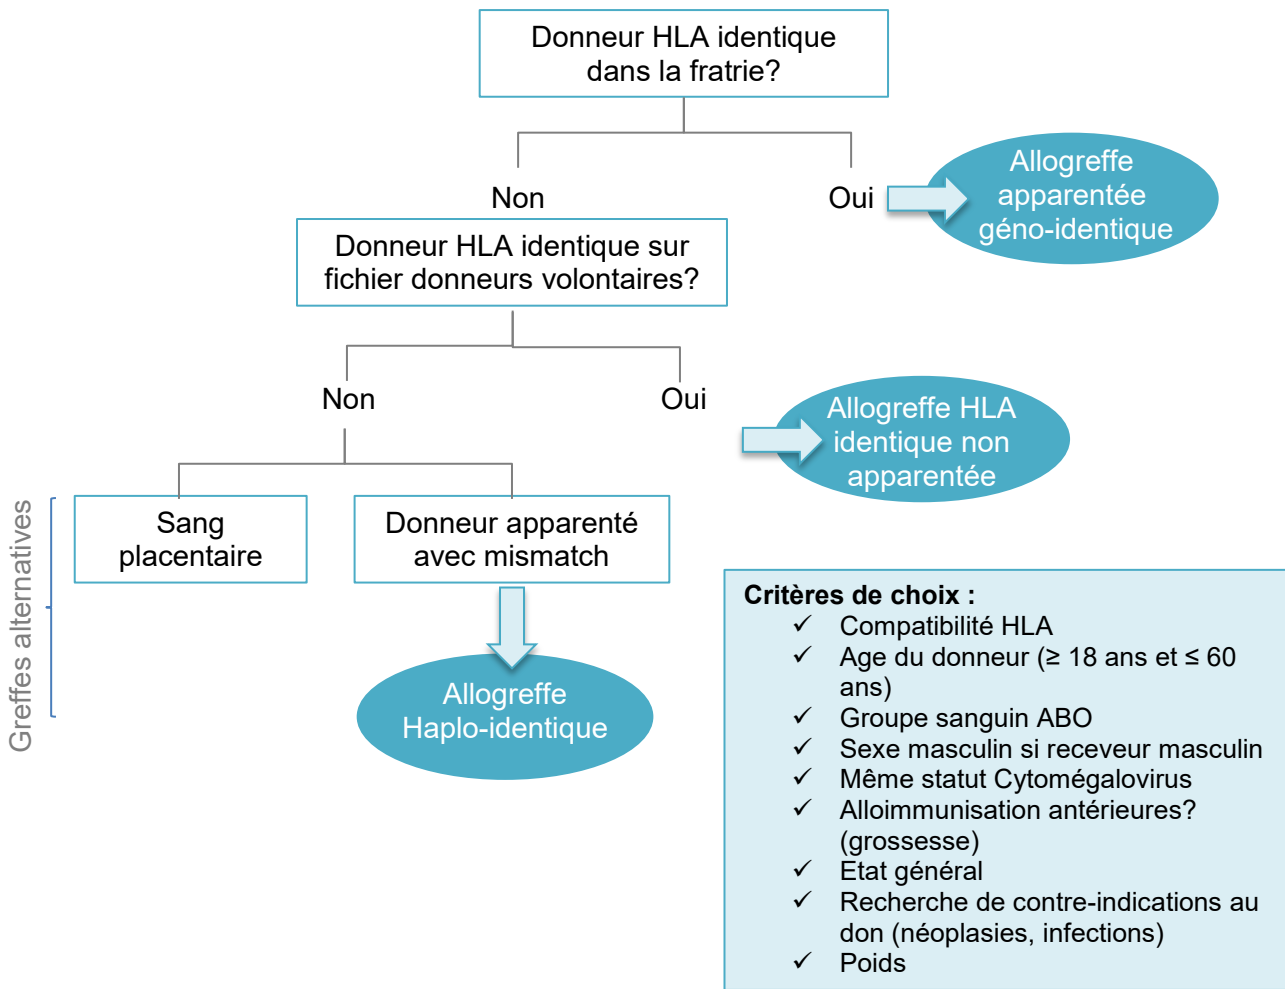 Donneur HLA identique
dans la fratrie?
Non
Oui
Allogreffe
apparentée
géno-identique
Donneur HLA identique sur
fichier donneurs volontaires?
Non
Oui
Allogreffe HLA
identique non
apparentée
Greffes alternatives
Sang
placentaire
Donneur apparenté
avec mismatch
Allogreffe
Haplo-identique
Critères de choix :
✓ Compatibilité HLA
✓ Age du donneur (≥ 18 ans et ≤ 60
ans)
✓ Groupe sanguin ABO
✓ Sexe masculin si receveur masculin
✓ Même statut Cytomégalovirus
✓ Alloimmunisation antérieures?
(grossesse)
✓ Etat général
✓ Recherche de contre-indications au
don (néoplasies, infections)
✓ Poids